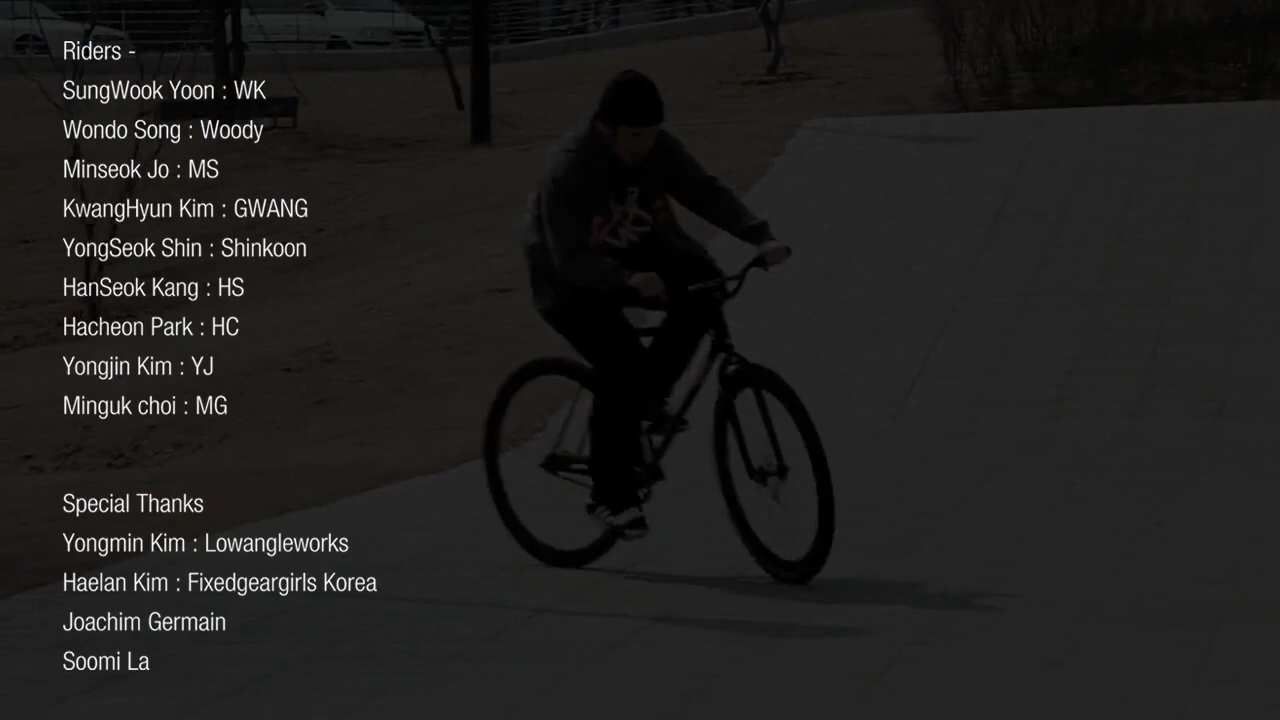 Riders -
SungWook Yoon : WK
Wondo Song : Woody
Minseok Jo : MS
KwangHyun Kim : GWANG
YongSeok Shin : Shinkoon
HanSeok Kang : HS
Hacheon Park : HC
Yongjin Kim : YJ
Minguk choi : MG
Special Thanks
Yongmin Kim : Lowangleworks
Haelan Kim : Fixedgeargirls Korea
Joachim Germain
Soomi La